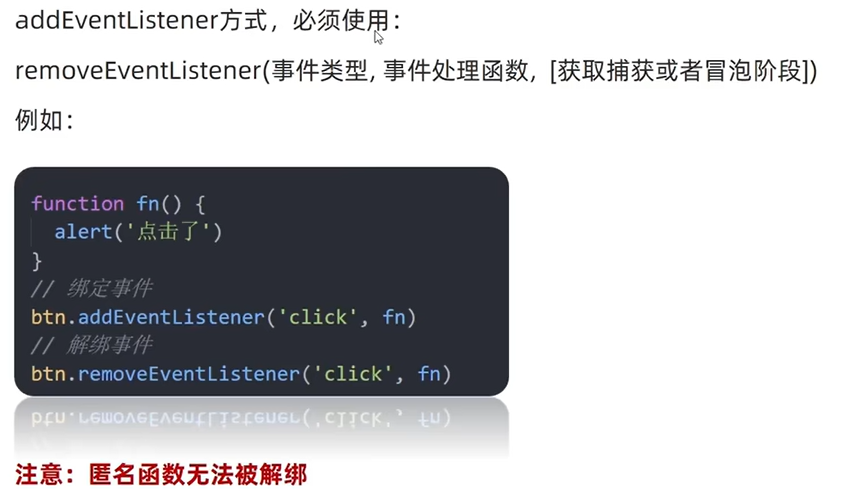 addEventListener方式，必须使用：
removeEventListener(事件类型, 事件处理函数, [获取捕获或者冒泡阶段])
例如：
function fn() {
  alert('点击了')
}
// 绑定事件
btn.addEventListener('click', fn)
// 解绑事件
btn.removeEventListener('click', fn)
注意：匿名函数无法被解绑